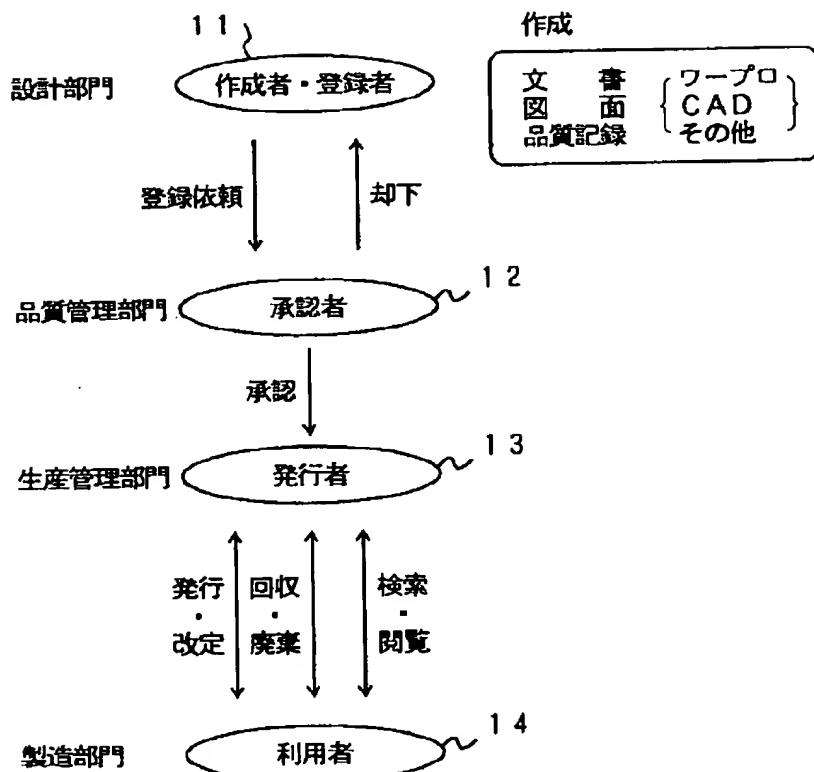 11
作成
設計部門
作成者・登録者
文　書
図　面
品質記録
ワープロ
CAD
その他
登録依頼
却下
12
品質管理部門
承認者
承認
13
生産管理部門
発行者
発行・改定
回収・廃棄
検索・閲覧
14
製造部門
利用者